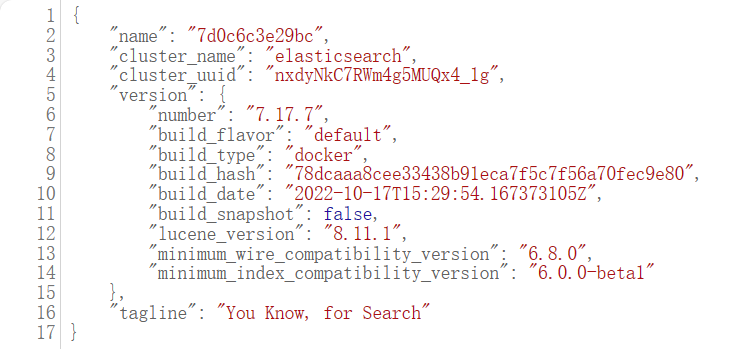 1 {
2 "name": "7d0c6c3e29bc",
3 "cluster_name": "elasticsearch",
4 "cluster_uuid": "nxdyNkC7RWm4g5MUQx4_lg",
5 "version": {
6 "number": "7.17.7",
7 "build_flavor": "default",
8 "build_type": "docker",
9 "build_hash": "78dcaaa8cee33438b91eca7f5c7f56a70fec9e80",
10 "build_date": "2022-10-17T15:29:54.167373105Z",
11 "build_snapshot": false,
12 "lucene_version": "8.11.1",
13 "minimum_wire_compatibility_version": "6.8.0",
14 "minimum_index_compatibility_version": "6.0.0-beta1"
15 },
16 "tagline": "You Know, for Search"
17 }